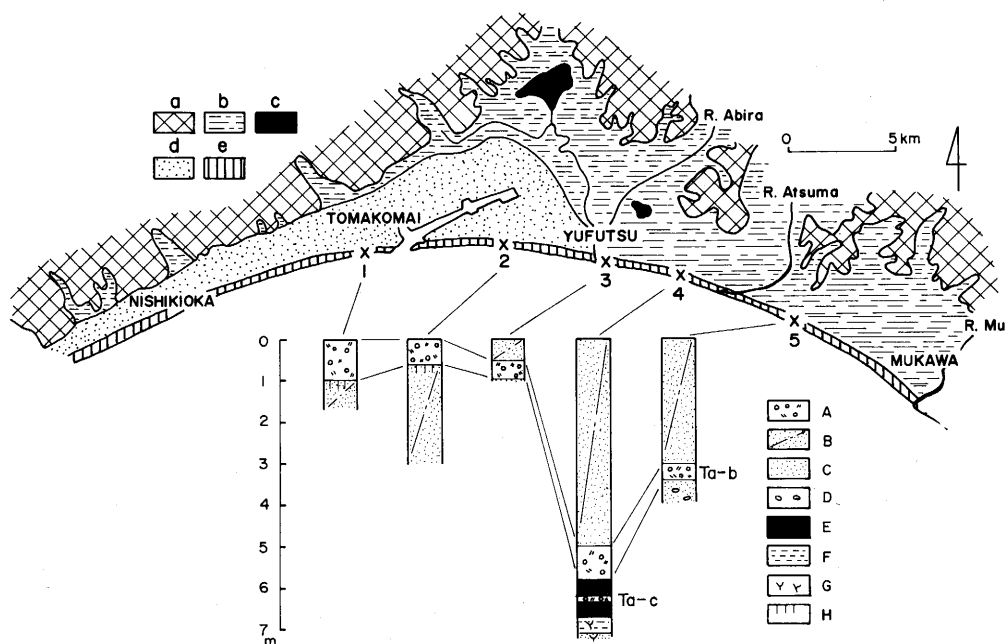 a b c
d e
R. Abira
0 5 km
R. Atsuma
TOMAKOMAI
YUFUTSU
NISHIKIOKA
1
2
3
4
5
R. Mu
MUKAWA
0
1
2
3
4
5
6
7
m
Ta-b
Ta-c
A
B
C
D
E
F
G
H